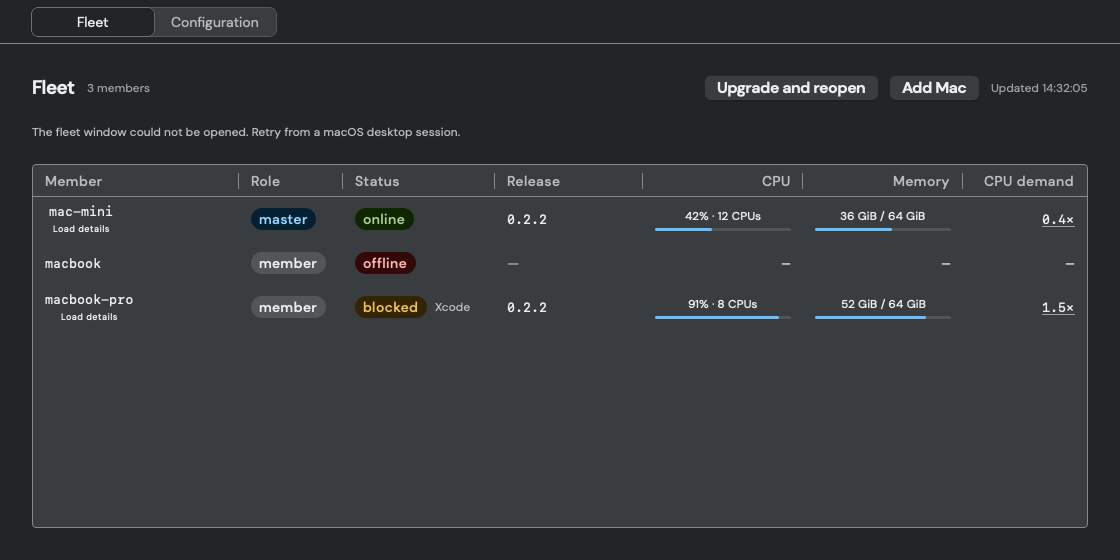 Fleet Configuration
Fleet 3 members Upgrade and reopen Add Mac Updated 14:32:05
The fleet window could not be opened. Retry from a macOS desktop session.
Member Role Status Release CPU Memory CPU demand
mac-mini master online 0.2.2 42% · 12 CPUs 36 GiB / 64 GiB 0.4×
Load details
macbook member offline — — — —
macbook-pro member blocked Xcode 0.2.2 91% · 8 CPUs 52 GiB / 64 GiB 1.5×
Load details